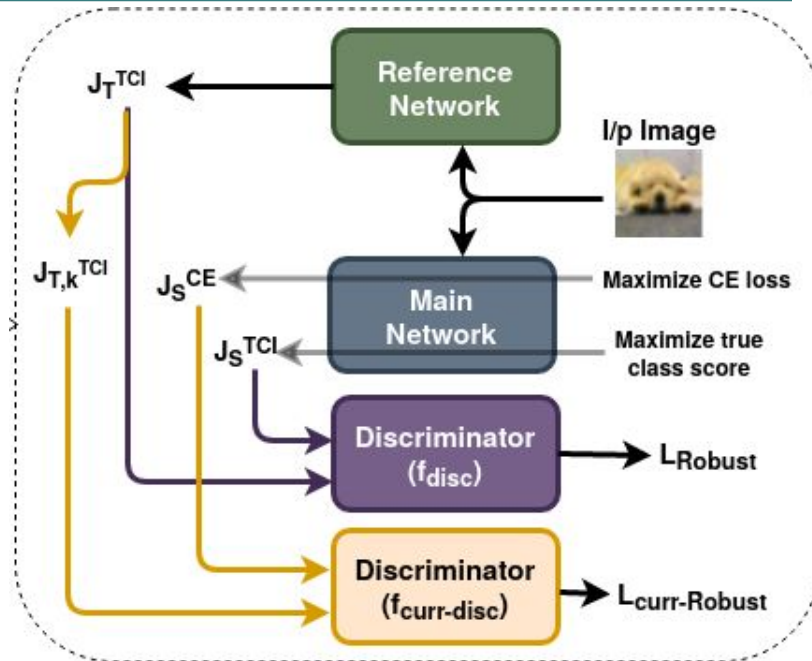 Reference
Network
J_T^TCI
I/p Image
J_T,k^TCI
J_S^CE
Maximize CE loss
Main
Network
J_S^TCI
Maximize true
class score
Discriminator
(f_disc)
L_Robust
Discriminator
(f_curr-disc)
L_curr-Robust